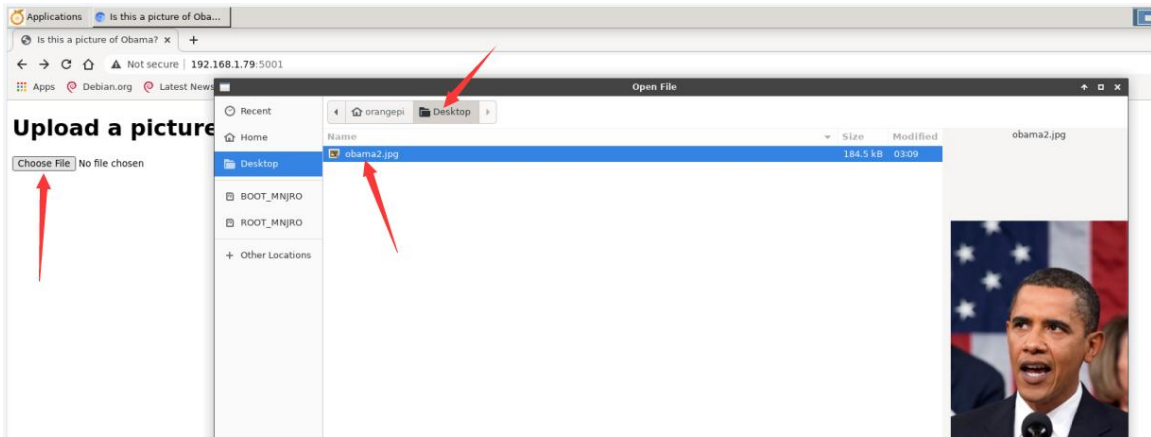 Applications Is this a picture of Oba...
Is this a picture of Obama? × +
Not secure | 192.168.1.79:5001
Apps Debian.org Latest News
Open File
Upload a picture
Choose File No file chosen
Recent
Home
Desktop
BOOT_MNJRO
ROOT_MNJRO
+ Other Locations
orangepi Desktop
Name Size Modified
obama2.jpg 184.5 kB 03:09
obama2.jpg